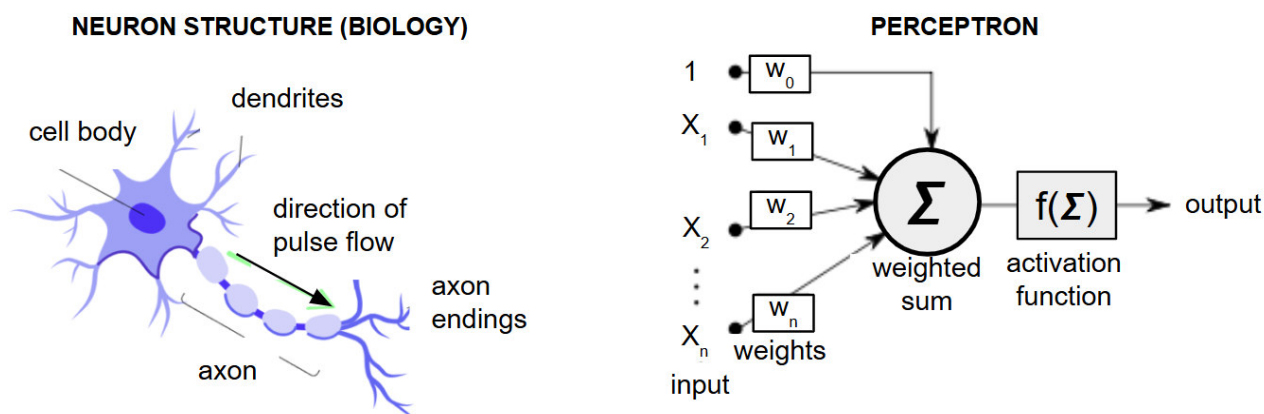 NEURON STRUCTURE (BIOLOGY)
dendrites
cell body
direction of
pulse flow
axon
endings
axon
PERCEPTRON
1
w₀
X₁
w₁
X₂
w₂
Xₙ
wₙ
input
weights
Σ
weighted
sum
f(Σ)
activation
function
output